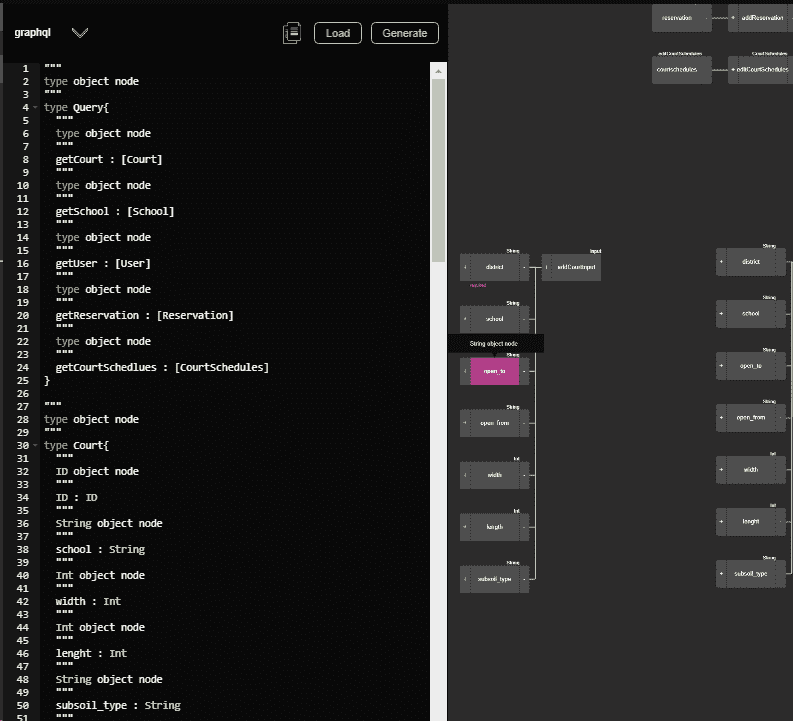 graphql
Load
Generate
1 """
2 type object node
3 """
4 type Query{
5 """
6 type object node
7 """
8 getCourt : [Court]
9 """
10 type object node
11 """
12 getSchool : [School]
13 """
14 type object node
15 """
16 getUser : [User]
17 """
18 type object node
19 """
20 getReservation : [Reservation]
21 """
22 type object node
23 """
24 getCourtSchedlues : [CourtSchedules]
25 }
26
27 """
28 type object node
29 """
30 type Court{
31 """
32 ID object node
33 """
34 ID : ID
35 """
36 String object node
37 """
38 school : String
39 """
40 Int object node
41 """
42 width : Int
43 """
44 Int object node
45 """
46 lenght : Int
47 """
48 String object node
49 """
50 subsoil_type : String
51 """
reservation - + addReservation
editCourtSchedules CourtSchedules
courtschedules + editCourtSchedules
String Input
+ district - + addCourtInput
required
String
+ school -
String object node
String
+ open_to -
String
+ open_from -
Int
+ width -
Int
+ length -
String
+ subsoil_type -
String
+ district -
String
+ school -
String
+ open_to -
String
+ open_from -
Int
+ width -
Int
+ lenght -
String
+ subsoil_type -